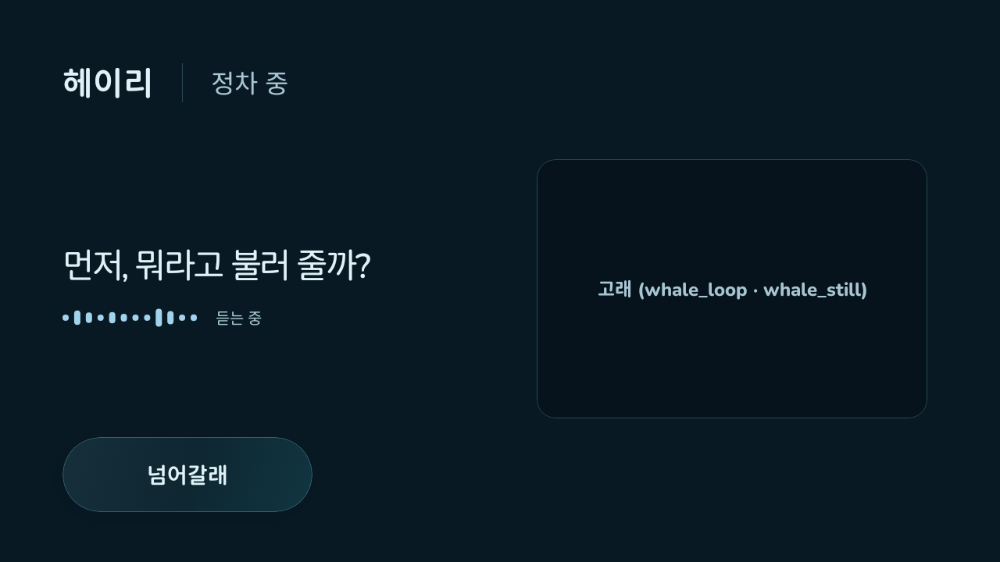 헤이리
정차 중
먼저, 뭐라고 불러 줄까?
듣는 중
고래 (whale_loop · whale_still)
넘어갈래